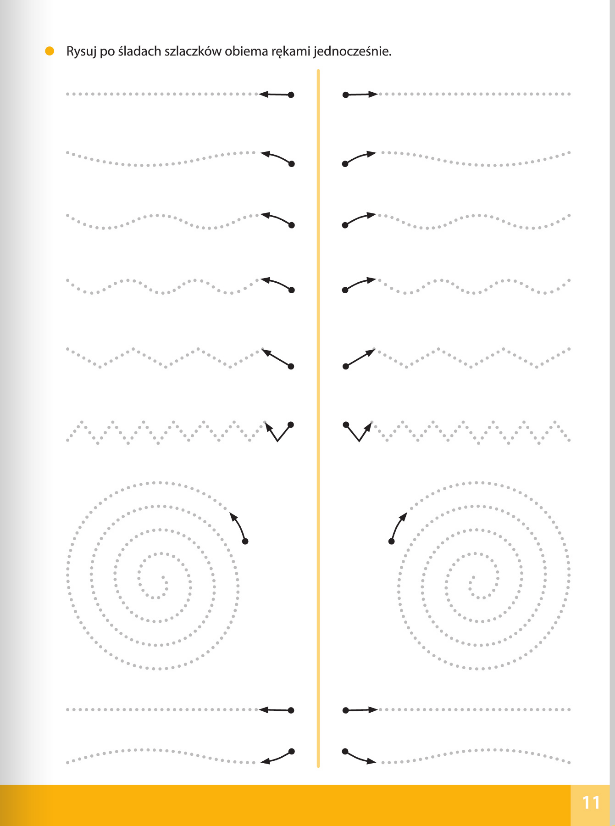 Rysuj po śladach szlaczków obiema rękami jednocześnie.
11